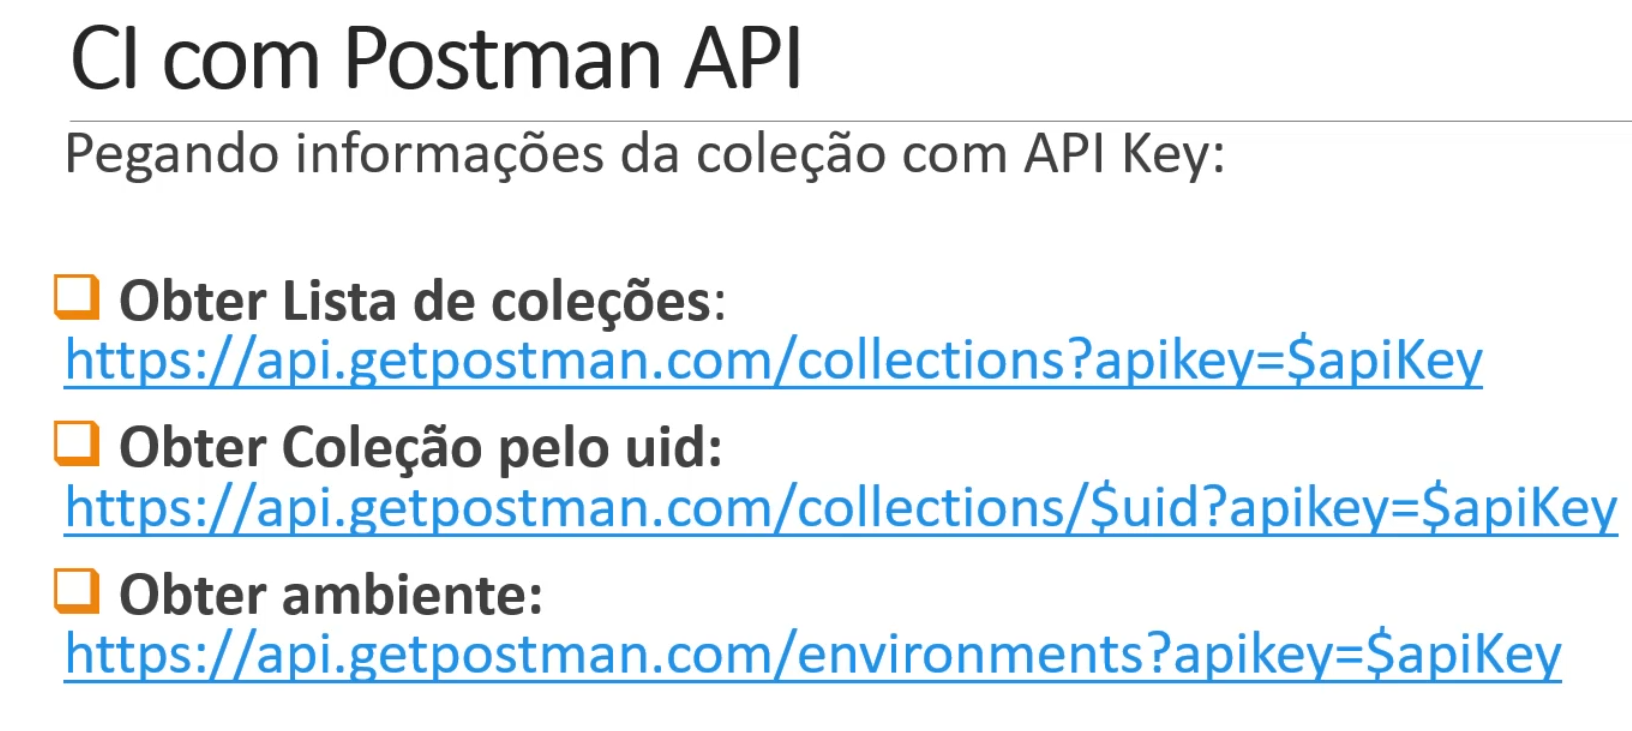 CI com Postman API
Pegando informações da coleção com API Key:
Obter Lista de coleções:
https://api.getpostman.com/collections?apikey=$apiKey
Obter Coleção pelo uid:
https://api.getpostman.com/collections/$uid?apikey=$apiKey
Obter ambiente:
https://api.getpostman.com/environments?apikey=$apiKey